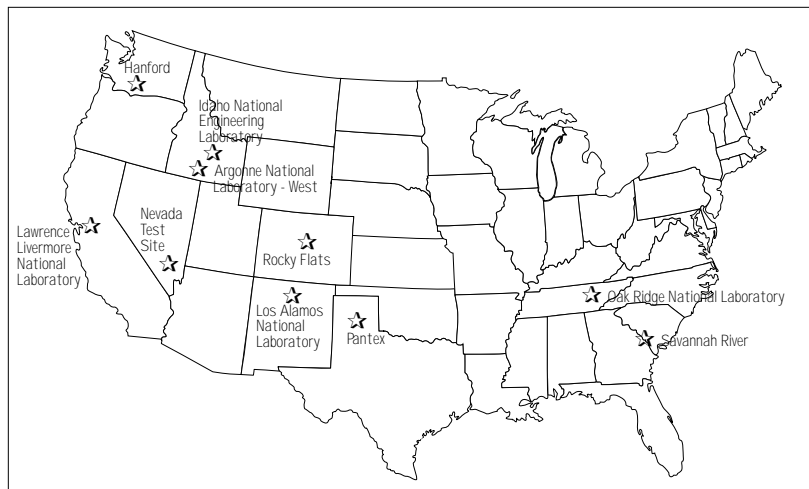 Hanford
Idaho National
Engineering
Laboratory
Argonne National
Laboratory - West
Lawrence
Livermore
National
Laboratory
Nevada
Test
Site
Rocky Flats
Los Alamos
National
Laboratory
Pantex
Oak Ridge National Laboratory
Savannah River